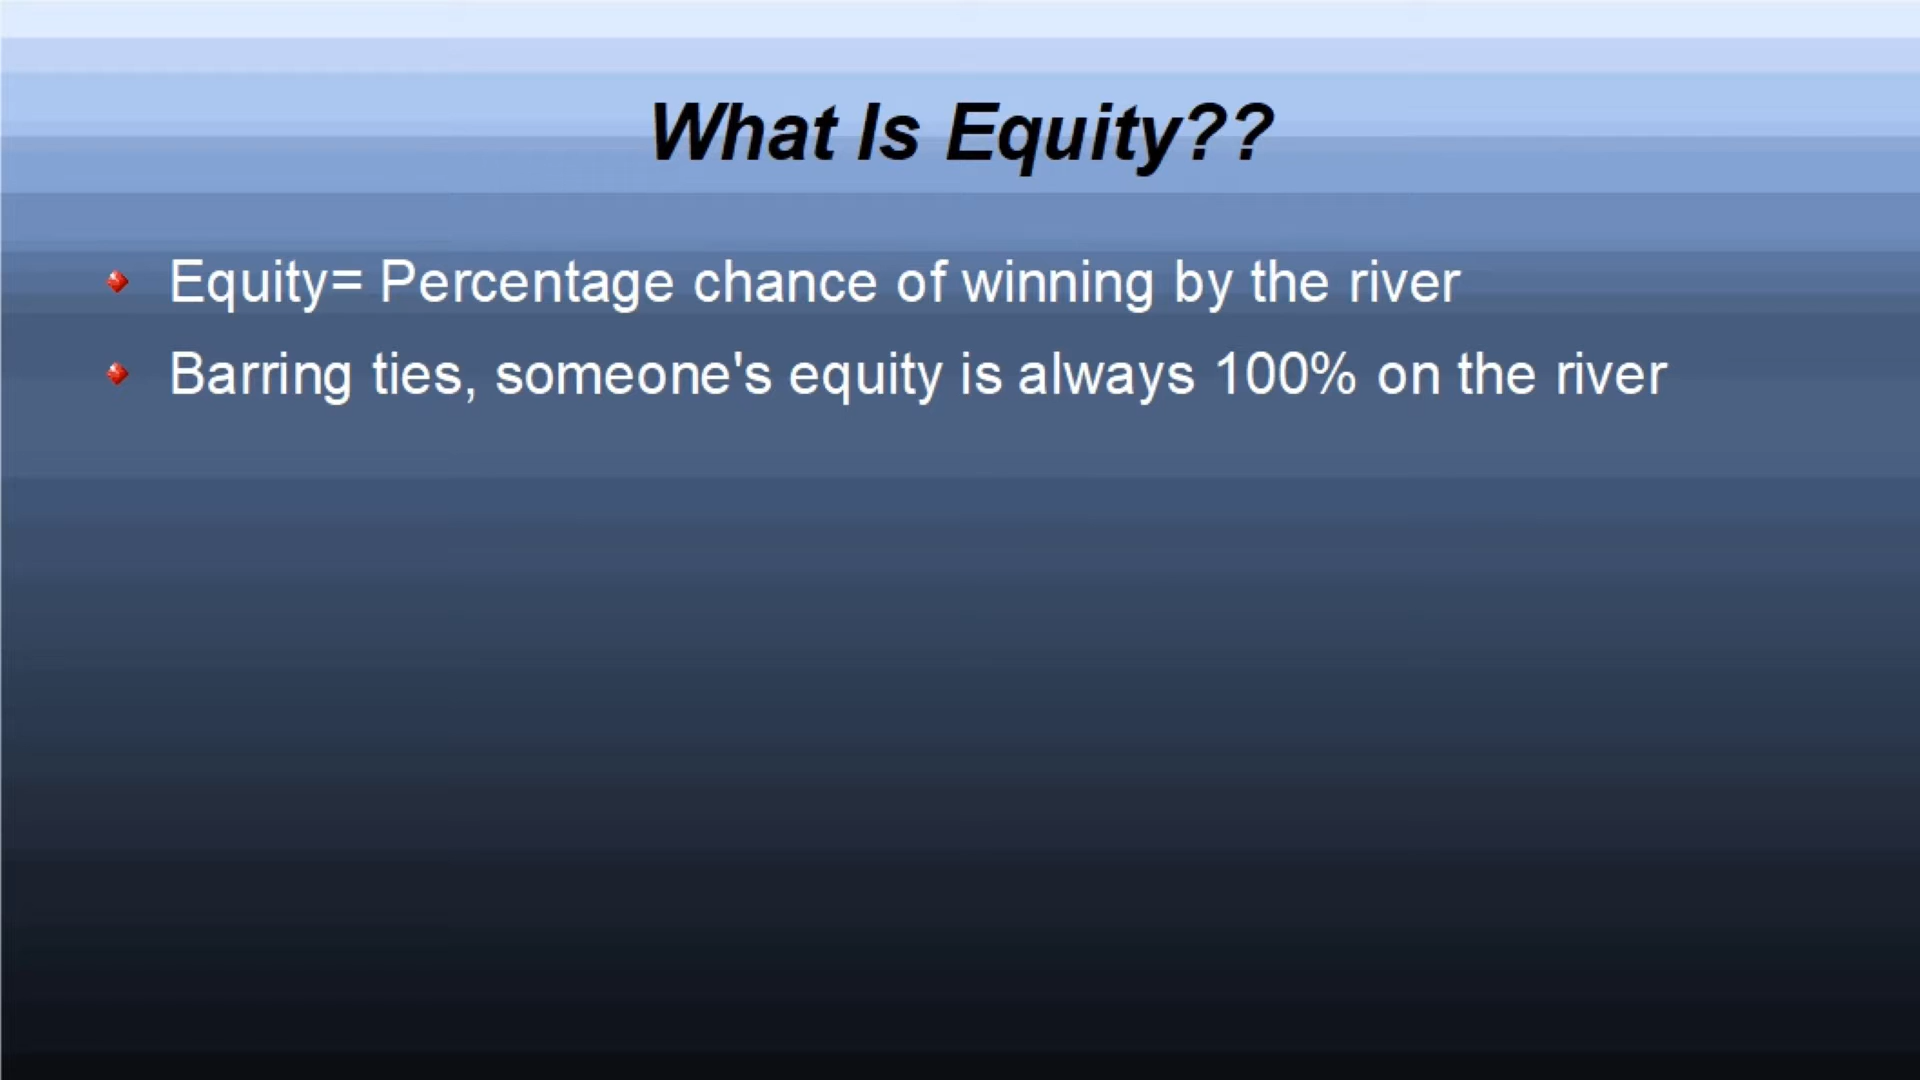 What Is Equity??
Equity= Percentage chance of winning by the river
Barring ties, someone's equity is always 100% on the river